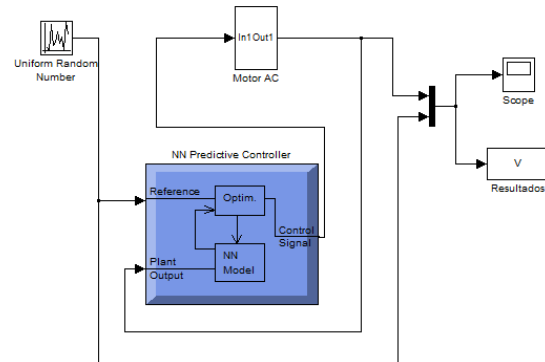 In1 Out1
Motor AC
Uniform Random
Number
Scope
V
Resultados
NN Predictive Controller
Reference
Optim.
Control
Signal
Plant
Output
NN
Model